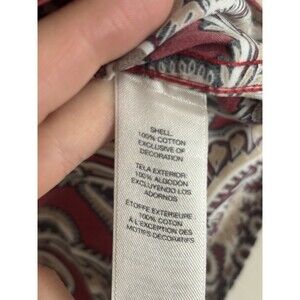 SHELL:
100% COTTON
EXCLUSIVE OF
DECORATION
TELA EXTERIOR:
100% ALGODÓN
EXCLUYENDO LOS
ADORNOS
ÉTOFFE EXTÉRIEURE:
100% COTON
À L'EXCEPTION DES
MOTIFS DÉCORATIFS